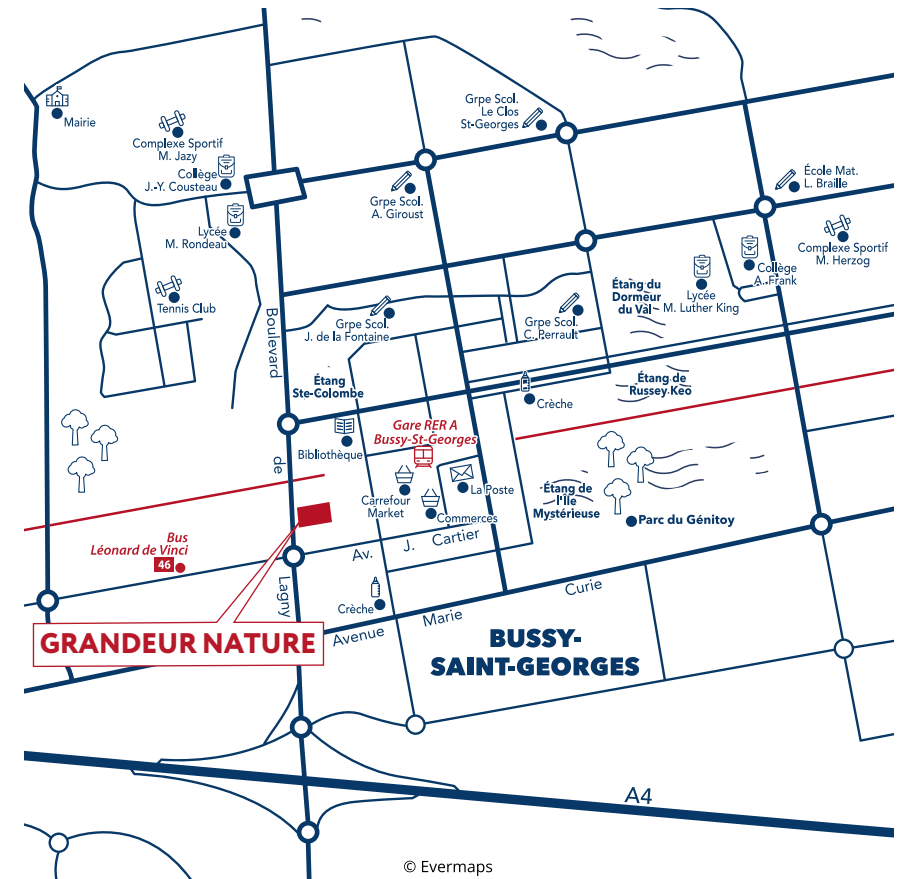 Mairie
Complexe Sportif
M. Jazy
Collège
J.-Y. Cousteau
Lycée
M. Rondeau
Tennis Club
Grpe Scol.
Le Clos
St-Georges
Grpe Scol.
A. Giroust
École Mat.
L. Braille
Complexe Sportif
M. Herzog
Collège
A. Frank
Lycée
M. Luther King
Étang du
Dormeur
du Val
Grpe Scol.
C. Perrault
Grpe Scol.
J. de la Fontaine
Boulevard
de
Lagny
Étang
Ste-Colombe
Étang de
Russey Keo
Crèche
Gare RER A
Bussy-St-Georges
Bibliothèque
Carrefour
Market
La Poste
Commerces
Étang de
l'Île
Mystérieuse
Parc du Génitoy
Av. J. Cartier
Bus
Léonard de Vinci
46
Crèche
Avenue Marie Curie
GRANDEUR NATURE
BUSSY-
SAINT-GEORGES
A4
© Evermaps